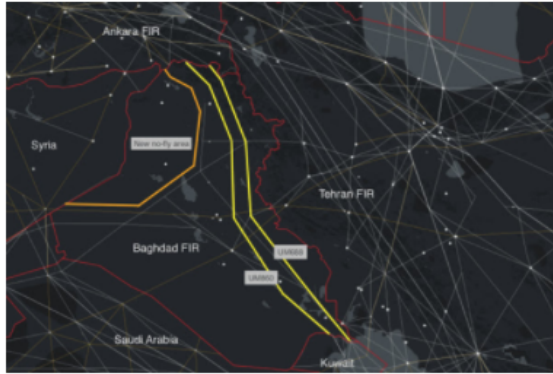 Ankara FIR
New no-fly area
Syria
Tehran FIR
Baghdad FIR
UM688
UM860
Saudi Arabia
Kuwait